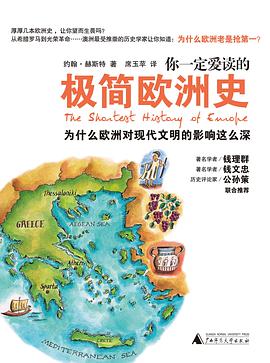 厚厚几本欧洲史，让你望而生畏吗？
从希腊罗马到光荣革命……澳洲最受推崇的历史学家让你知道：为什么欧洲老是抢第一？
约翰·赫斯特 著 席玉苹 译 你一定爱读的
极简欧洲史
The Shortest History of Europe
为什么欧洲对现代文明的影响这么深
著名学者/钱理群
著名学者/钱文忠
历史评论家/公孙策
联合推荐
Thessaloniki
GREECE
AEGEAN SEA
Athens
MEDITERRANEAN SEA
广西师范大学出版社